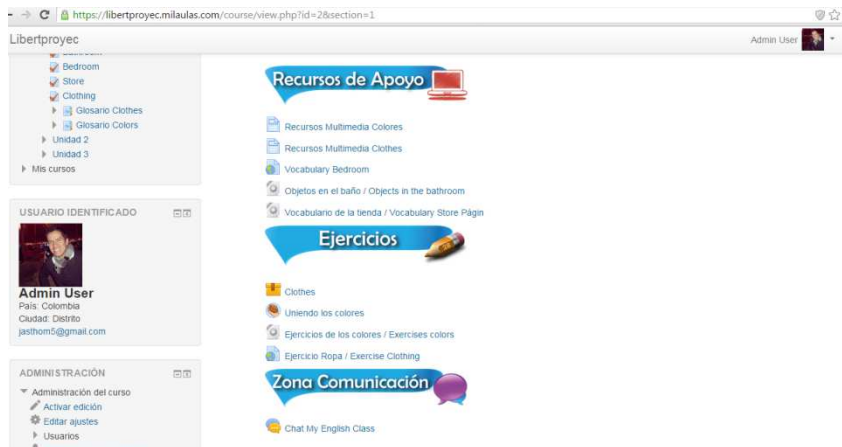 https://libertproyec.milaulas.com/course/view.php?id=2&section=1
Libertproyec
Admin User
Bedroom
Store
Clothing
Glosario Clothes
Glosario Colors
Unidad 2
Unidad 3
Mis cursos
USUARIO IDENTIFICADO
Admin User
País: Colombia
Ciudad: Distrito
jasthom5@gmail.com
ADMINISTRACIÓN
Administración del curso
Activar edición
Editar ajustes
Usuarios
Recursos de Apoyo
Recursos Multimedia Colores
Recursos Multimedia Clothes
Vocabulary Bedroom
Objetos en el baño / Objects in the bathroom
Vocabulario de la tienda / Vocabulary Store Págin
Ejercicios
Clothes
Uniendo los colores
Ejercicios de los colores / Exercises colors
Ejercicio Ropa / Exercise Clothing
Zona Comunicación
Chat My English Class